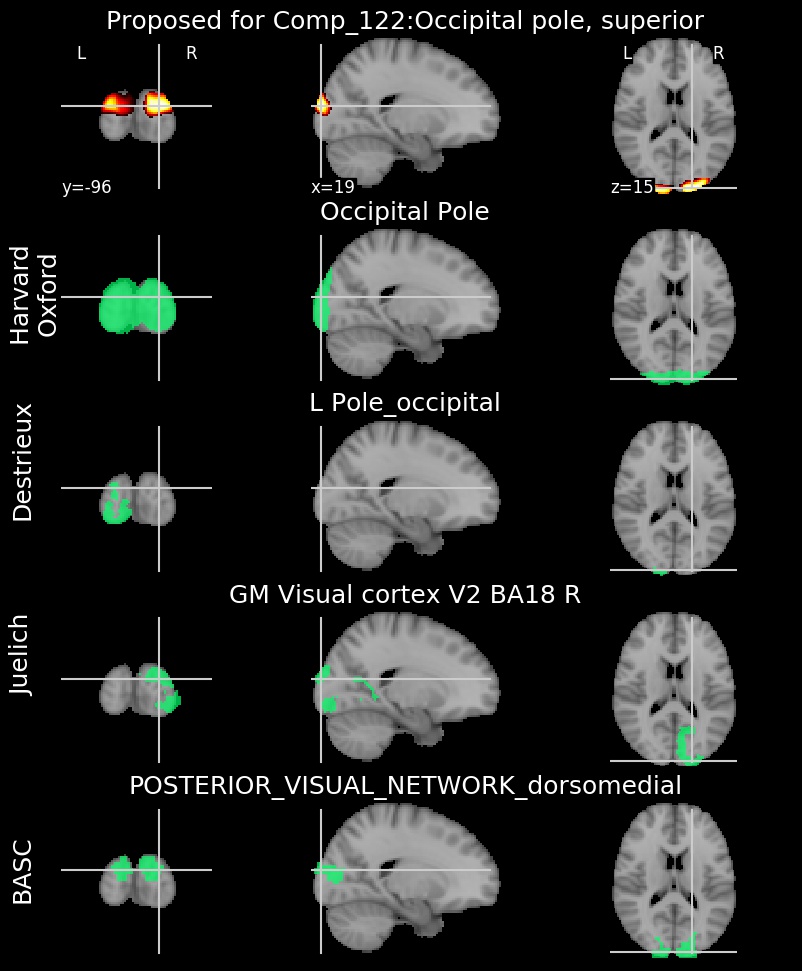 Proposed for Comp_122:Occipital pole, superior
L
R
L
R
y=-96
x=19
z=15
Occipital Pole
Harvard
Oxford
L Pole_occipital
Destrieux
GM Visual cortex V2 BA18 R
Juelich
POSTERIOR_VISUAL_NETWORK_dorsomedial
BASC